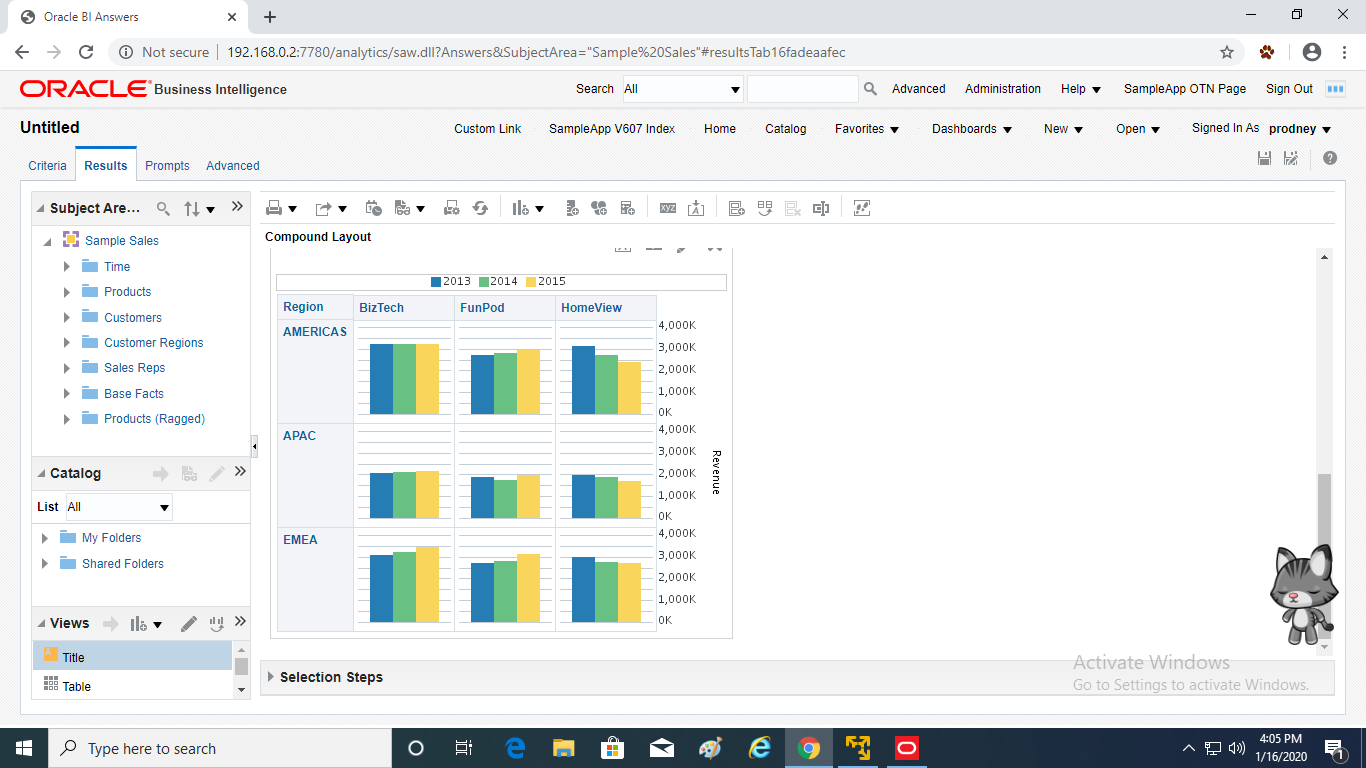 Oracle BI Answers
Not secure
192.168.0.2:7780/analytics/saw.dll?Answers&SubjectArea="Sample%20Sales"#resultsTab16fadeaafec
ORACLE Business Intelligence
Search All Advanced Administration Help SampleApp OTN Page Sign Out
Untitled
Custom Link SampleApp V607 Index Home Catalog Favorites Dashboards New Open Signed In As prodney
Criteria Results Prompts Advanced
Subject Are...
Sample Sales
Time
Products
Customers
Customer Regions
Sales Reps
Base Facts
Products (Ragged)
Catalog
List All
My Folders
Shared Folders
Views
Title
Table
xyz
Compound Layout
2013 2014 2015
Region BizTech FunPod HomeView
AMERICAS
4,000K
3,000K
2,000K
1,000K
0K
APAC
4,000K
3,000K
2,000K
1,000K
0K
EMEA
4,000K
3,000K
2,000K
1,000K
0K
Revenue
Selection Steps
Activate Windows
Go to Settings to activate Windows.
Type here to search
4:05 PM
1/16/2020
1